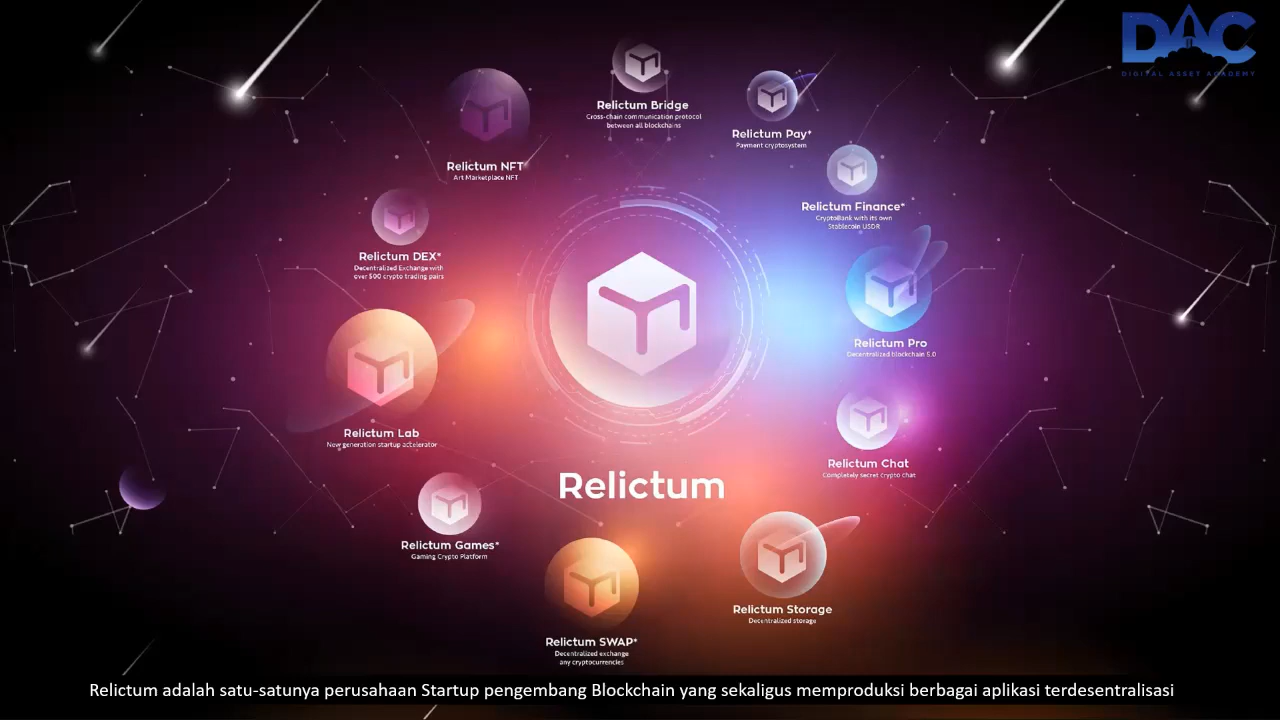 DAC
DIGITAL ASSET ACADEMY
Relictum Bridge
Cross-chain communication protocol
between all blockchains
Relictum Pay*
Payment cryptosystem
Relictum NFT
Art Marketplace NFT
Relictum Finance*
CryptoBank with its own
Stablecoin USDR
Relictum DEX*
Decentralized Exchange with
over 500 crypto trading pairs
Relictum Pro
Decentralized blockchain 5.0
Relictum Lab
New generation startup accelerator
Relictum Chat
Completely secret crypto chat
Relictum
Relictum Games*
Gaming Crypto Platform
Relictum Storage
Decentralized storage
Relictum SWAP*
Decentralized exchange
any cryptocurrencies
Relictum adalah satu-satunya perusahaan Startup pengembang Blockchain yang sekaligus memproduksi berbagai aplikasi terdesentralisasi